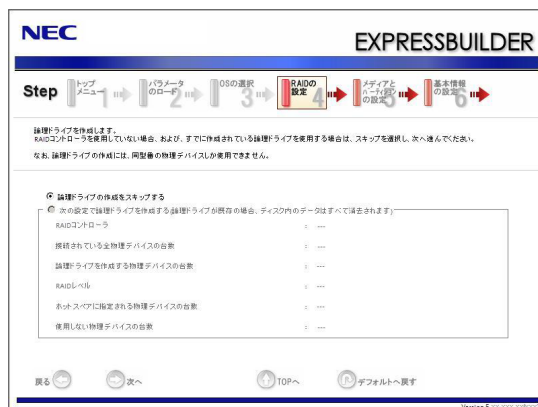 NEC
EXPRESSBUILDER
Step トップメニュー 1 パラメータのロード 2 OSの選択 3 RAIDの設定 4 メディアとパーティションの設定 5 基本情報の設定 6
論理ドライブを作成します。
RAIDコントローラを使用していない場合、および、すでに作成されている論理ドライブを使用する場合は、スキップを選択し、次へ進んでください。
なお、論理ドライブの作成には、同型番の物理デバイスしか使用できません。
論理ドライブの作成をスキップする
次の設定で論理ドライブを作成する(論理ドライブが既存の場合、ディスク内のデータはすべて消去されます)
RAIDコントローラ : ---
接続されている全物理デバイスの台数 : ---
論理ドライブを作成する物理デバイスの台数 : ---
RAIDレベル : ---
ホットスペアに指定される物理デバイスの台数 : ---
使用しない物理デバイスの台数 : ---
戻る 次へ TOPへ デフォルトへ戻す